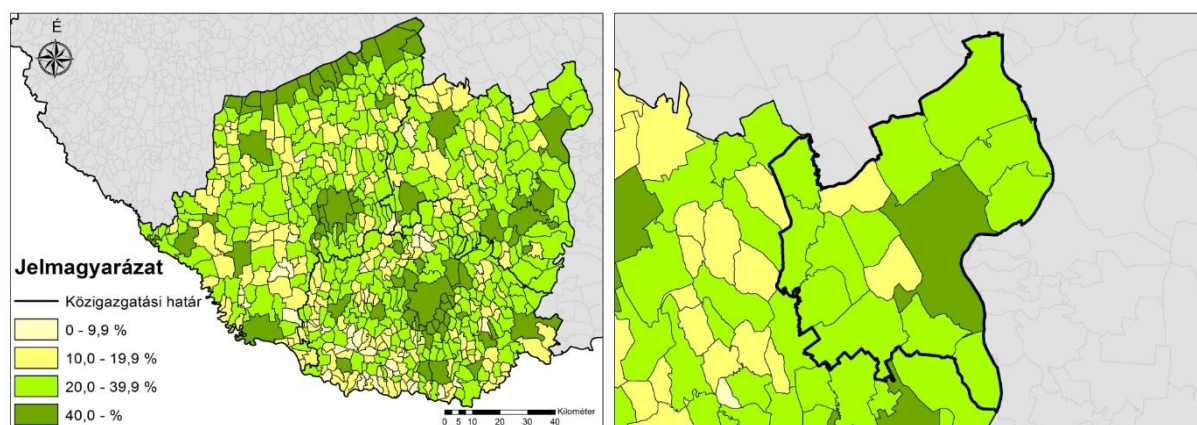 É
Jelmagyarázat
Közigazgatási határ
0 - 9,9 %
10,0 - 19,9 %
20,0 - 39,9 %
40,0 - %
Kilométer
0 5 10 20 30 40